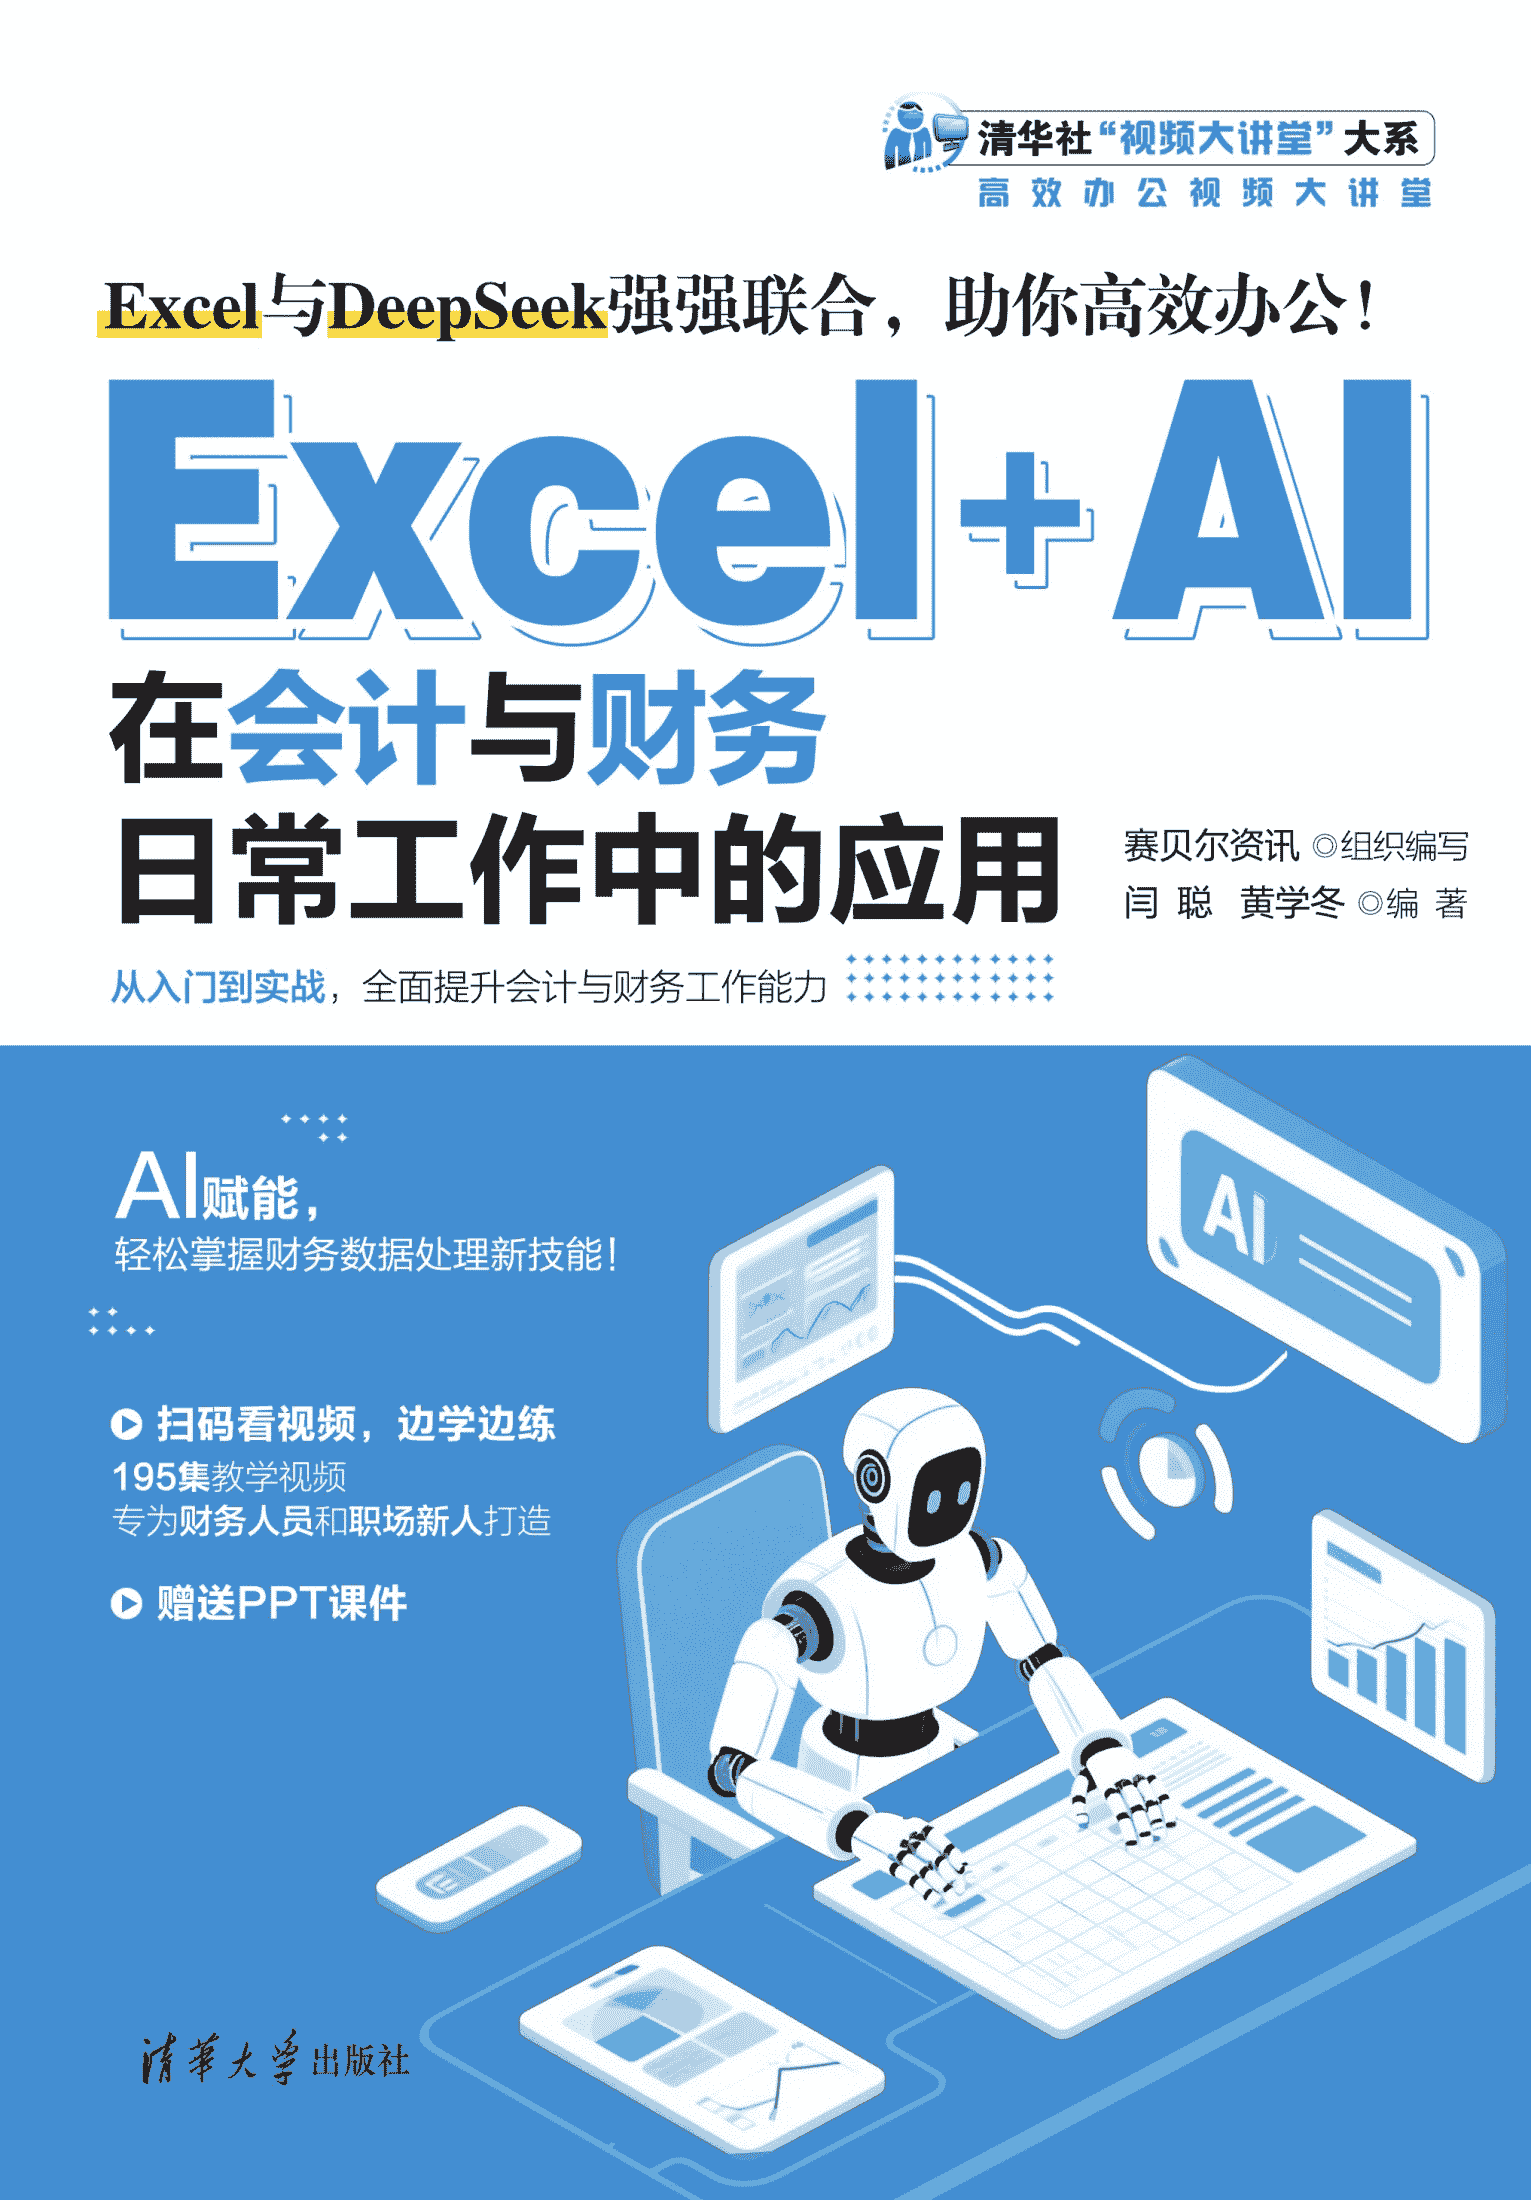 清华社“视频大讲堂”大系
高效办公视频大讲堂
Excel与DeepSeek强强联合，助你高效办公！
Excel+AI
在会计与财务
日常工作中的应用
赛贝尔资讯 ◎组织编写
闫 聪 黄学冬 ◎编 著
从入门到实战，全面提升会计与财务工作能力
AI赋能，
轻松掌握财务数据处理新技能！
AI
扫码看视频，边学边练
195集教学视频
专为财务人员和职场新人打造
赠送PPT课件
清華大学出版社